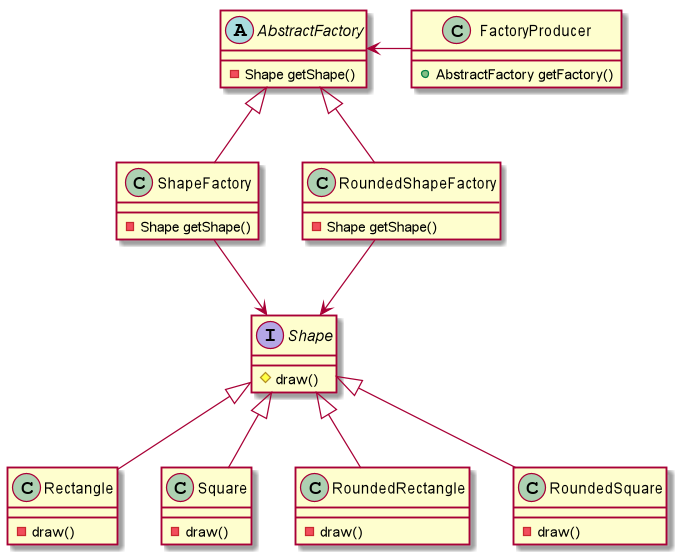 A AbstractFactory
Shape getShape()
C FactoryProducer
AbstractFactory getFactory()
C ShapeFactory
Shape getShape()
C RoundedShapeFactory
Shape getShape()
I Shape
draw()
C Rectangle
draw()
C Square
draw()
C RoundedRectangle
draw()
C RoundedSquare
draw()